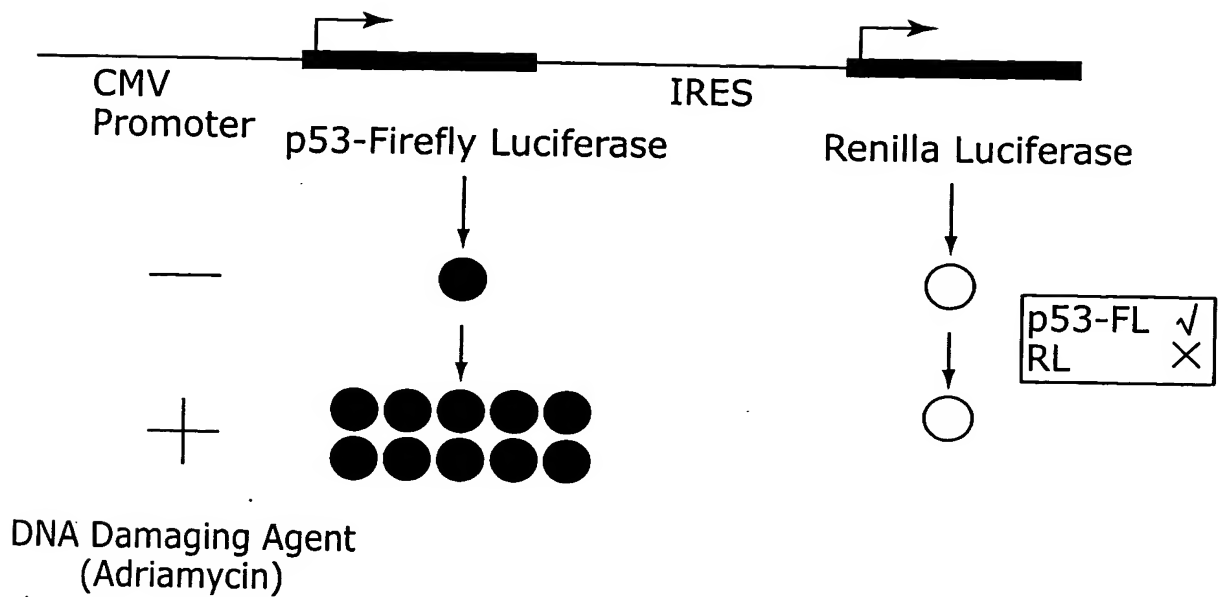 CMV
Promoter
IRES
p53-Firefly Luciferase
Renilla Luciferase
—
p53-FL √
RL ×
+
DNA Damaging Agent
(Adriamycin)